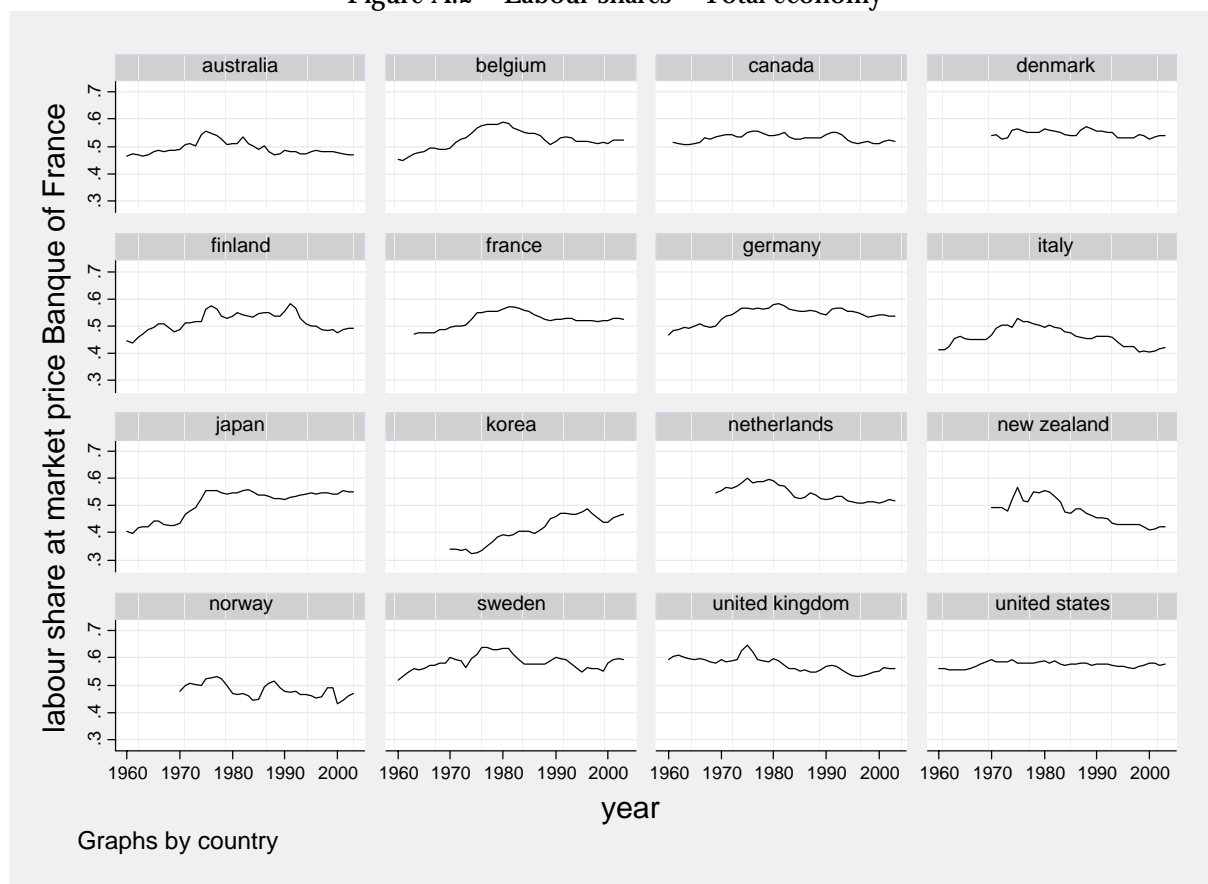 Figure A.2 – Labour shares – Total economy
labour share at market price Banque of France
australia belgium canada denmark
.7
.6
.5
.4
.3
finland france germany italy
.7
.6
.5
.4
.3
japan korea netherlands new zealand
.7
.6
.5
.4
.3
norway sweden united kingdom united states
.7
.6
.5
.4
.3
1960 1970 1980 1990 2000 1960 1970 1980 1990 2000 1960 1970 1980 1990 2000 1960 1970 1980 1990 2000
year
Graphs by country